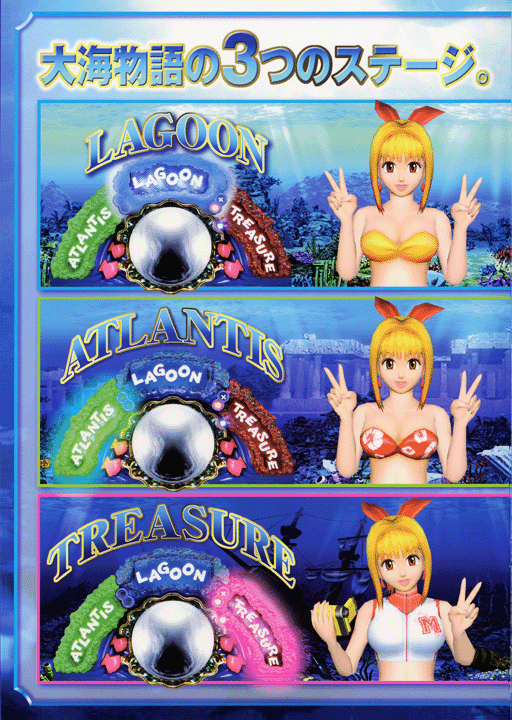 大海物語の3つのステージ。
LAGOON
LAGOON
ATLANTIS
TREASURE
ATLANTIS
LAGOON
ATLANTIS
TREASURE
TREASURE
LAGOON
ATLANTIS
TREASURE
M